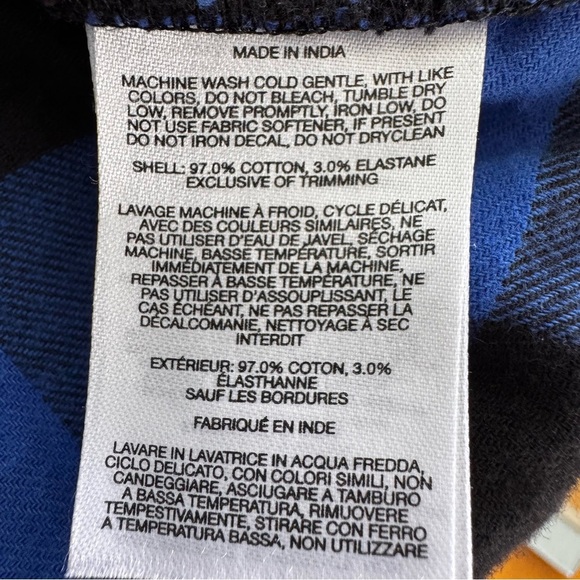 MADE IN INDIA
MACHINE WASH COLD GENTLE, WITH LIKE
COLORS, DO NOT BLEACH, TUMBLE DRY
LOW, REMOVE PROMPTLY, IRON LOW, DO
NOT USE FABRIC SOFTENER, IF PRESENT
DO NOT IRON DECAL, DO NOT DRYCLEAN
SHELL: 97.0% COTTON, 3.0% ELASTANE
EXCLUSIVE OF TRIMMING
LAVAGE MACHINE À FROID, CYCLE DÉLICAT,
AVEC DES COULEURS SIMILAIRES, NE
PAS UTILISER D'EAU DE JAVEL, SÉCHAGE
MACHINE, BASSE TEMPÉRATURE, SORTIR
IMMÉDIATEMENT DE LA MACHINE,
REPASSER À BASSE TEMPÉRATURE, NE
PAS UTILISER D'ASSOUPLISSANT, LE
CAS ÉCHÉANT, NE PAS REPASSER LA
DÉCALCOMANIE, NETTOYAGE À SEC
INTERDIT
EXTÉRIEUR: 97.0% COTON, 3.0%
ÉLASTHANNE
SAUF LES BORDURES
FABRIQUÉ EN INDE
LAVARE IN LAVATRICE IN ACQUA FREDDA,
CICLO DELICATO, CON COLORI SIMILI, NON
CANDEGGIARE, ASCIUGARE A TAMBURO
A BASSA TEMPERATURA, RIMUOVERE
TEMPESTIVAMENTE, STIRARE CON FERRO
A TEMPERATURA BASSA, NON UTILIZZARE